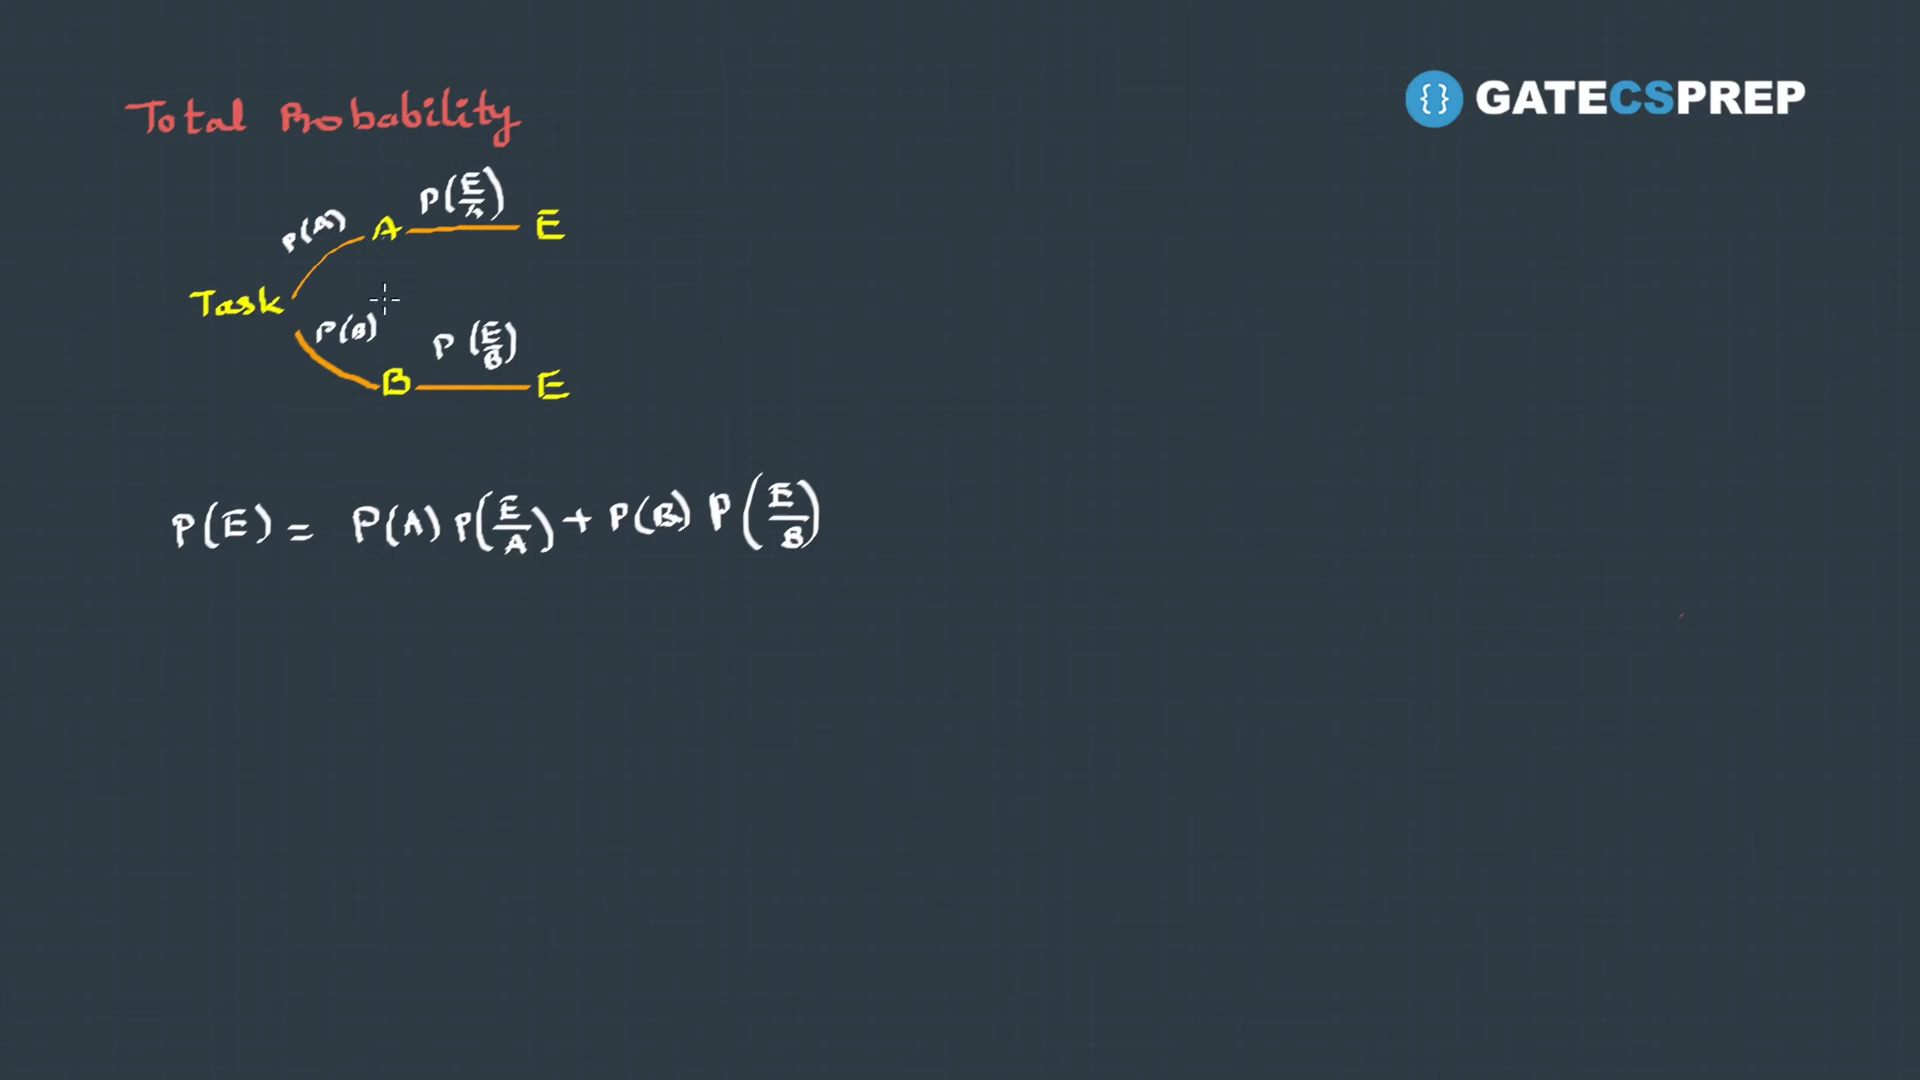 Total Probability
{} GATECSPREP
P(A) A P(E/A) E
Task
P(B) B P(E/B) E
P(E) = P(A) P(E/A) + P(B) P(E/B)